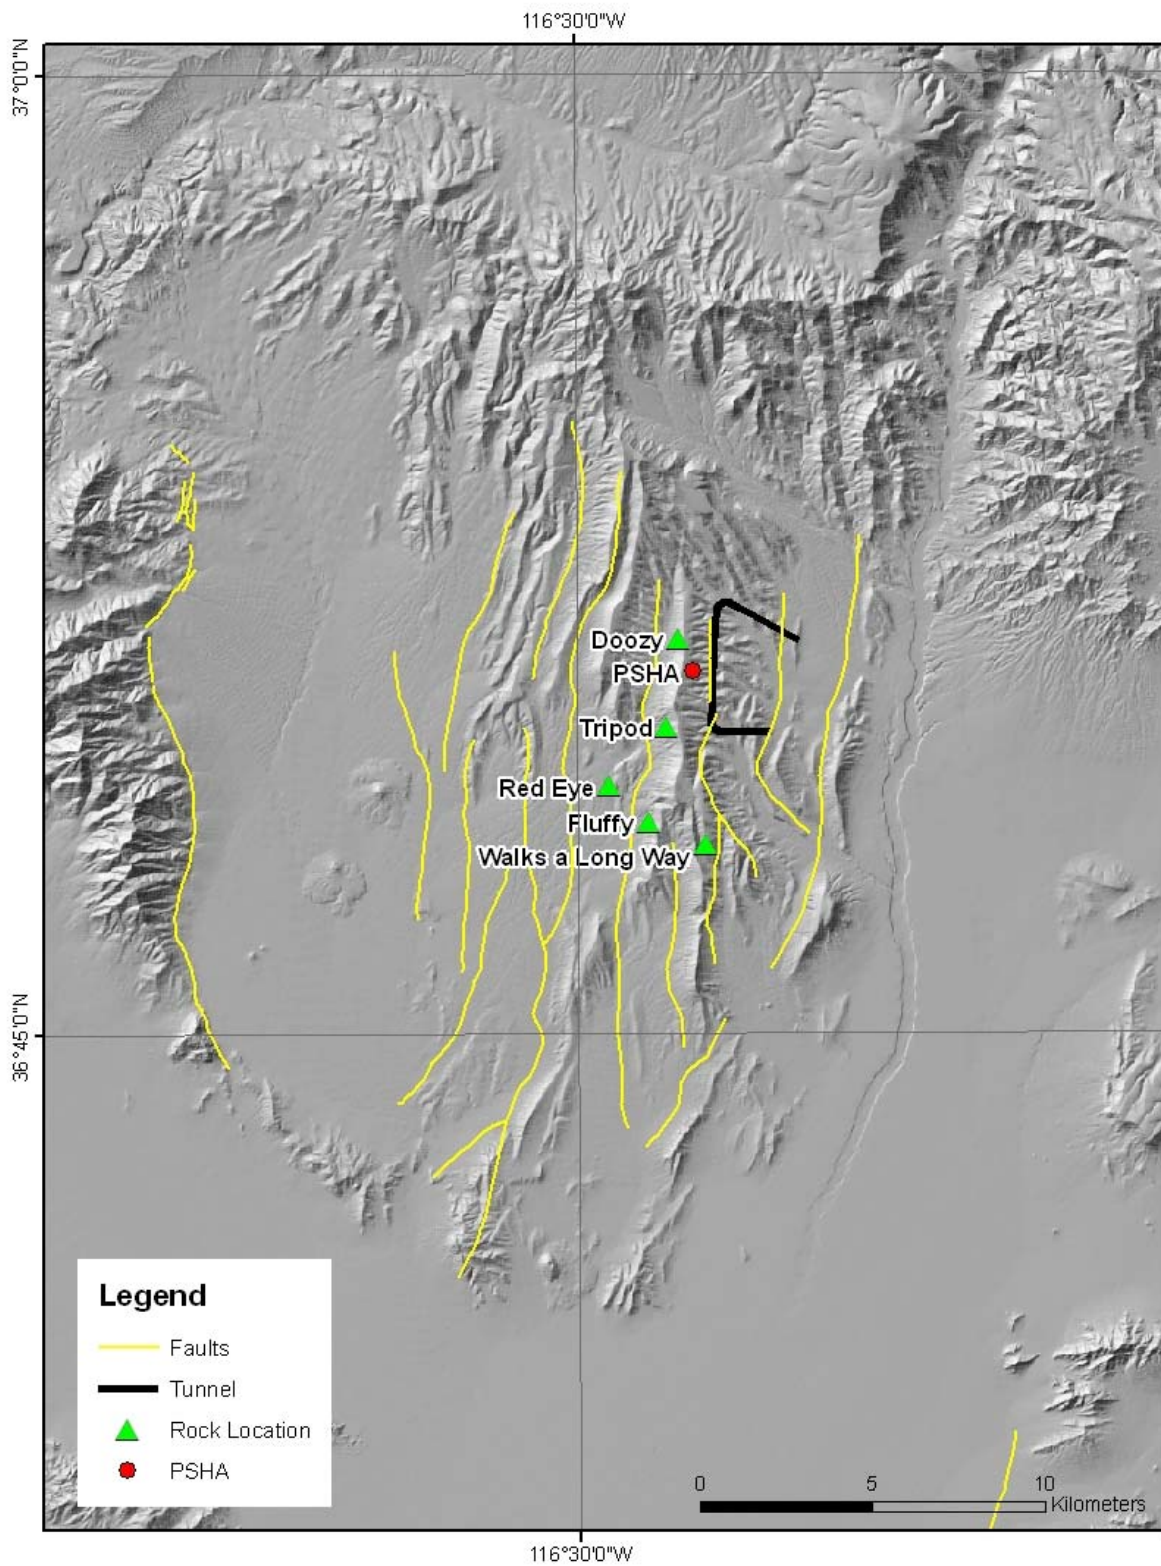 116°30'0"W
37°0'0"N
Doozy
PSHA
Tripod
Red Eye
Fluffy
Walks a Long Way
36°45'0"N
Legend
Faults
Tunnel
Rock Location
PSHA
0 5 10
Kilometers
116°30'0"W